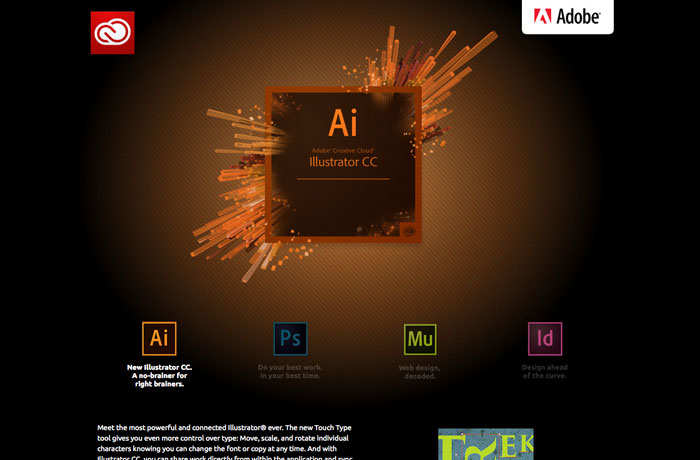 Adobe®
Ai
Adobe® Creative Cloud™
Illustrator CC
Ai
Ps
Mu
Id
New Illustrator CC.
A no-brainer for
right brainers.
Do your best work.
In your best time.
Web design,
decoded.
Design ahead
of the curve.
Meet the most powerful and connected Illustrator® ever. The new Touch Type
tool gives you even more control over type: Move, scale, and rotate individual
characters knowing you can change the font or copy at any time. And with
Illustrator CC, you can share work directly from within the application and sync
EK